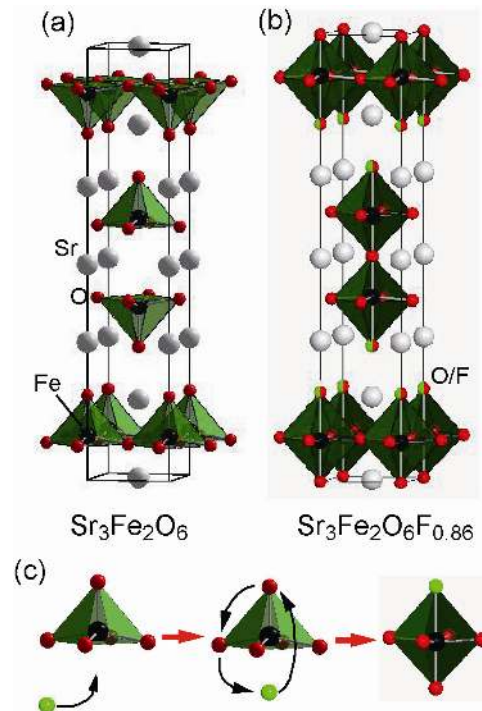 (a)
(b)
Sr
O
Fe
O/F
Sr₃Fe₂O₆
Sr₃Fe₂O₆F₀.₈₆
(c)